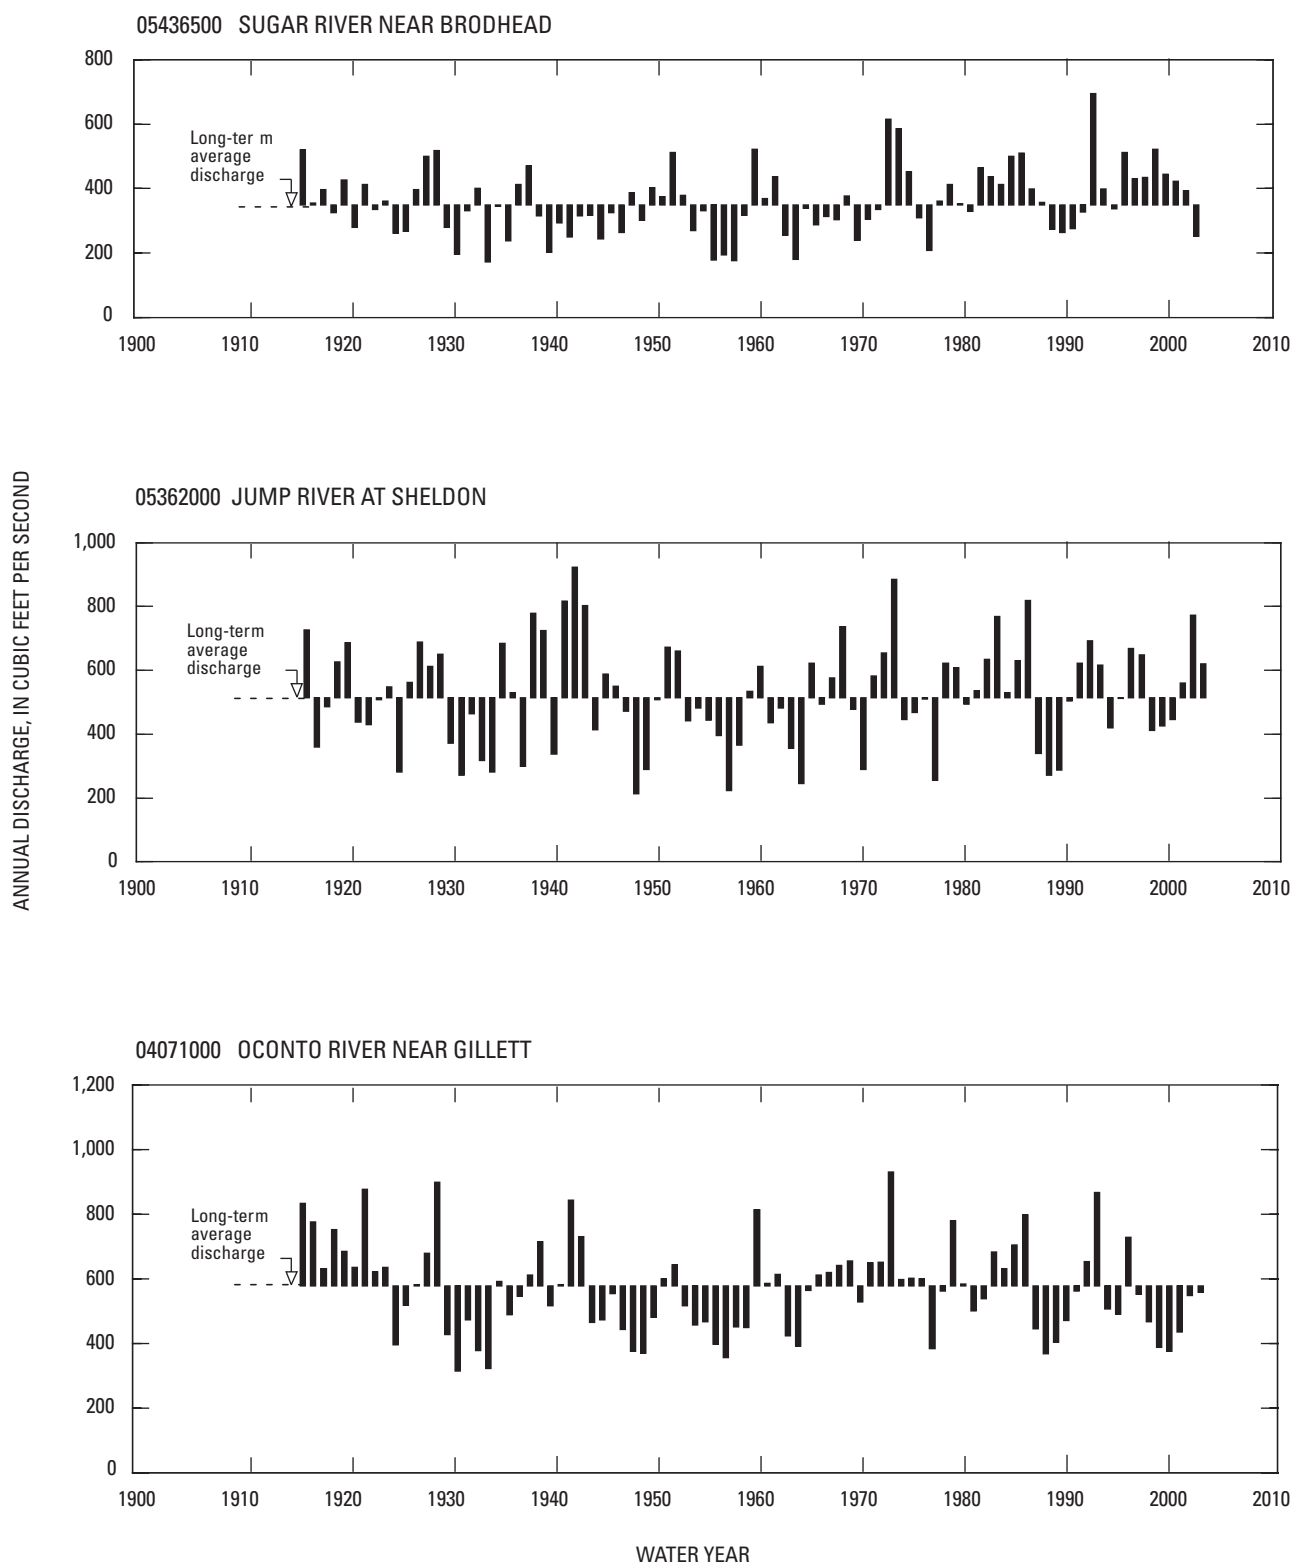 05436500 SUGAR RIVER NEAR BRODHEAD
800
600
400
200
0
Long-ter m
average
discharge
1900 1910 1920 1930 1940 1950 1960 1970 1980 1990 2000 2010
ANNUAL DISCHARGE, IN CUBIC FEET PER SECOND
05362000 JUMP RIVER AT SHELDON
1,000
800
600
400
200
0
Long-term
average
discharge
1900 1910 1920 1930 1940 1950 1960 1970 1980 1990 2000 2010
04071000 OCONTO RIVER NEAR GILLETT
1,200
1,000
800
600
400
200
0
Long-term
average
discharge
1900 1910 1920 1930 1940 1950 1960 1970 1980 1990 2000 2010
WATER YEAR